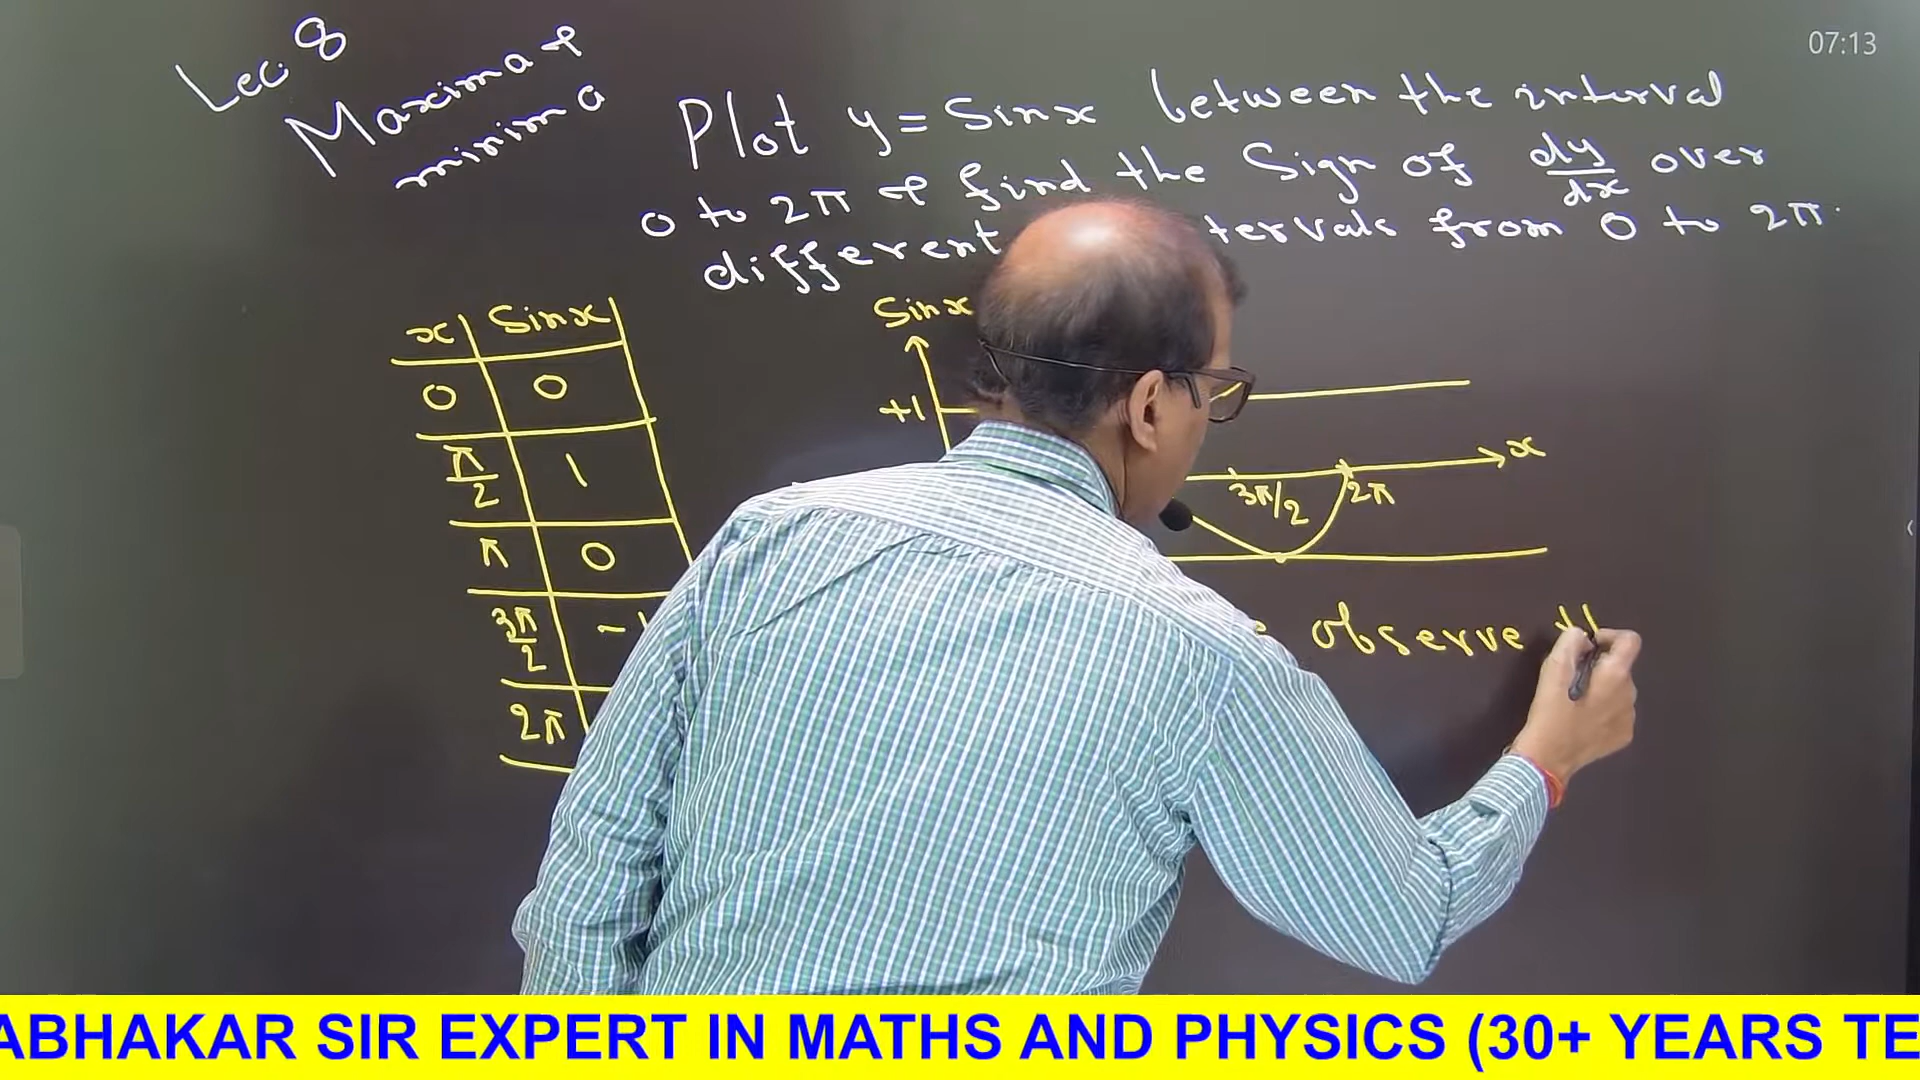 07:13
Lec. 8
Maxima &
minima
Plot y = Sinx between the interval
0 to 2π & find the Sign of dy/dx over
different tervals from 0 to 2π.
x Sinx
0 0
π/2 1
π 0
3π/2 -1
2π
Sinx
+1
x
3π/2 2π
observe
ABHAKAR SIR EXPERT IN MATHS AND PHYSICS (30+ YEARS TE